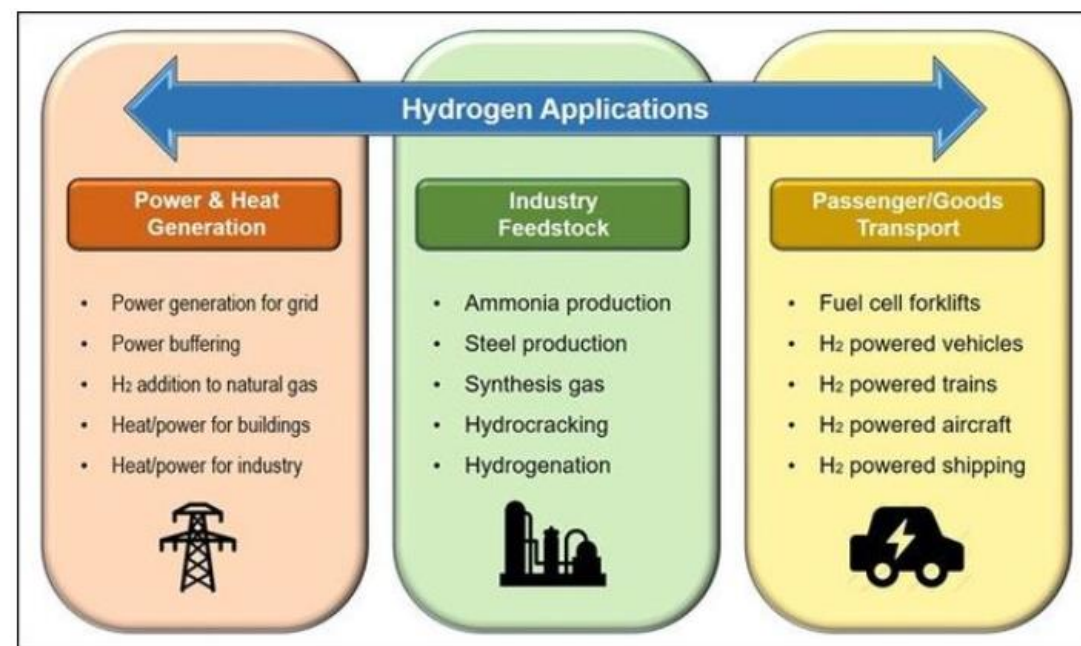 Hydrogen Applications
Power & Heat
Generation
• Power generation for grid
• Power buffering
• H₂ addition to natural gas
• Heat/power for buildings
• Heat/power for industry
Industry
Feedstock
• Ammonia production
• Steel production
• Synthesis gas
• Hydrocracking
• Hydrogenation
Passenger/Goods
Transport
• Fuel cell forklifts
• H₂ powered vehicles
• H₂ powered trains
• H₂ powered aircraft
• H₂ powered shipping